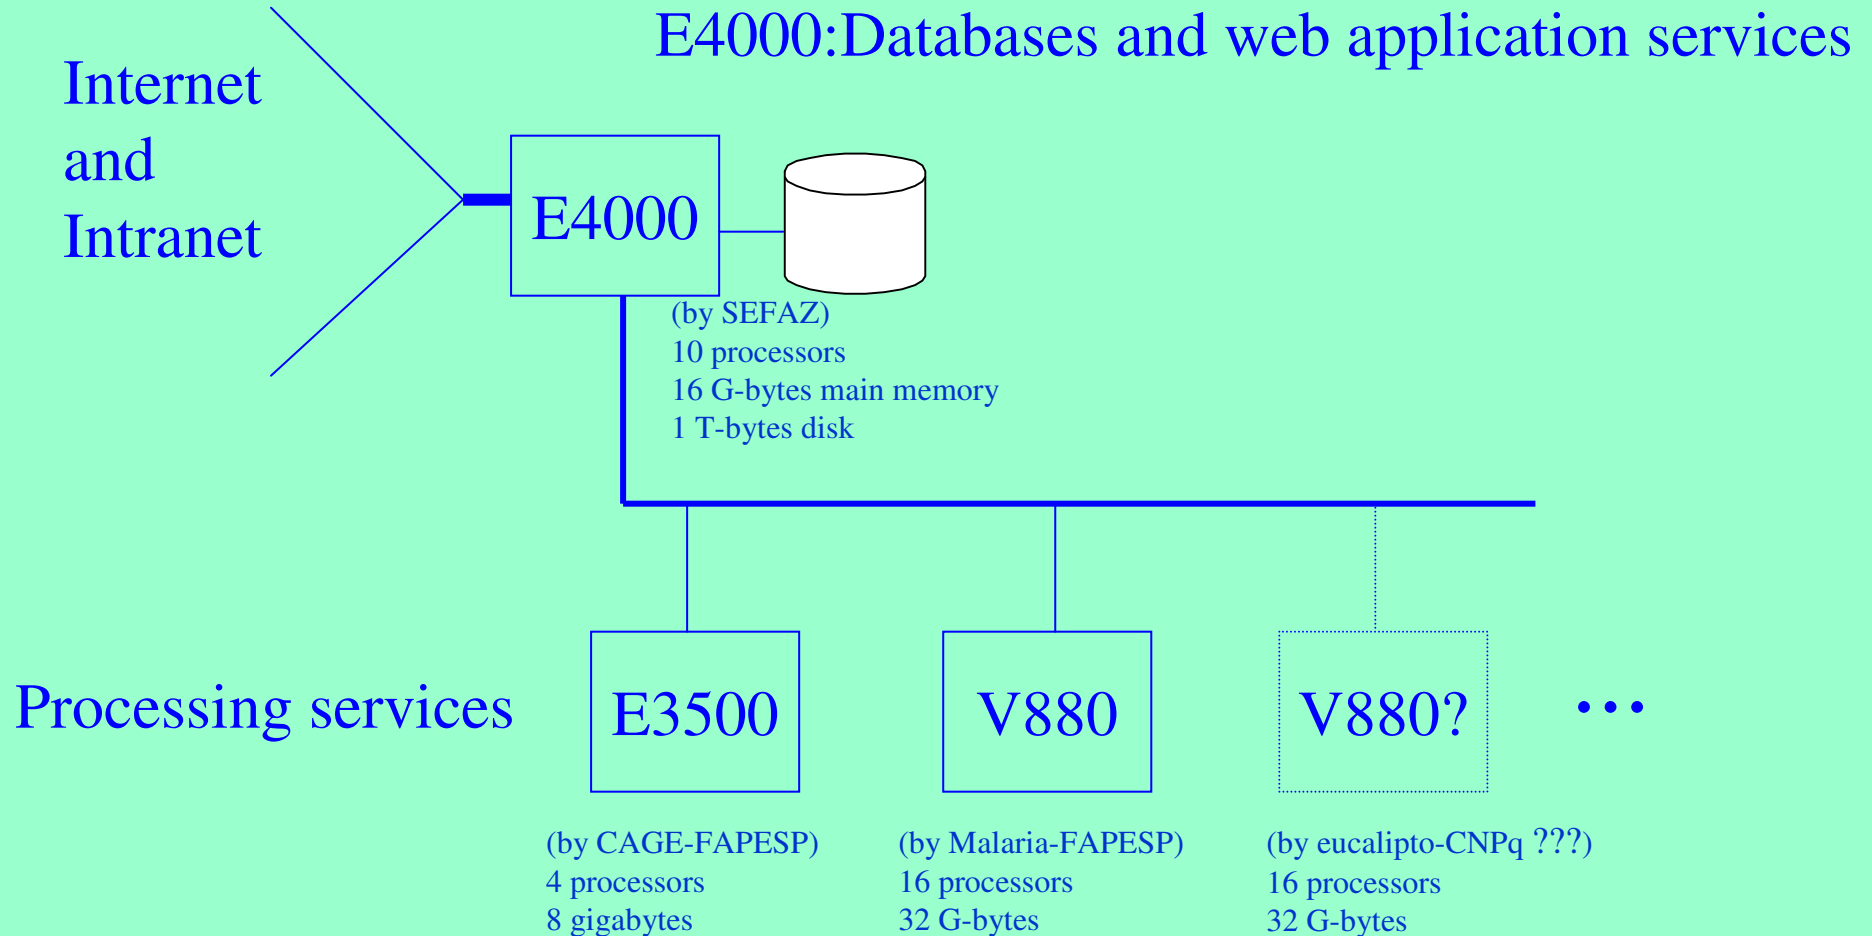 E4000:Databases and web application services
Internet
and
Intranet
E4000
(by SEFAZ)
10 processors
16 G-bytes main memory
1 T-bytes disk
Processing services
E3500
V880
V880?
...
(by CAGE-FAPESP)
4 processors
8 gigabytes
(by Malaria-FAPESP)
16 processors
32 G-bytes
(by eucalipto-CNPq ???)
16 processors
32 G-bytes